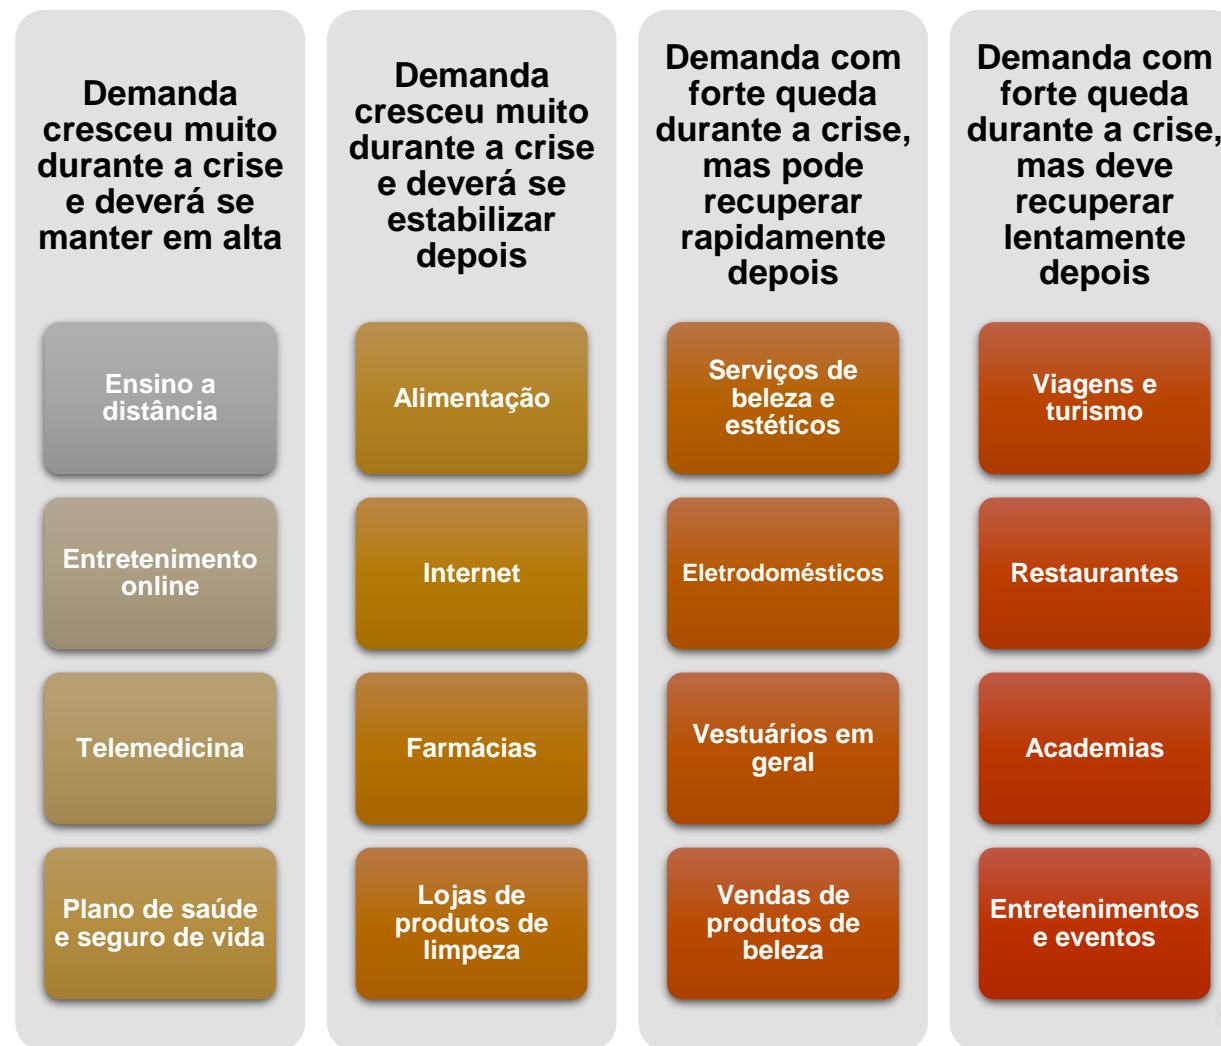 Demanda
cresceu muito
durante a crise
e deverá se
manter em alta
Ensino a
distância
Entretenimento
online
Telemedicina
Plano de saúde
e seguro de vida
Demanda
cresceu muito
durante a crise
e deverá se
estabilizar
depois
Alimentação
Internet
Farmácias
Lojas de
produtos de
limpeza
Demanda com
forte queda
durante a crise,
mas pode
recuperar
rapidamente
depois
Serviços de
beleza e
estéticos
Eletrodomésticos
Vestuários em
geral
Vendas de
produtos de
beleza
Demanda com
forte queda
durante a crise,
mas deve
recuperar
lentamente
depois
Viagens e
turismo
Restaurantes
Academias
Entretenimentos
e eventos